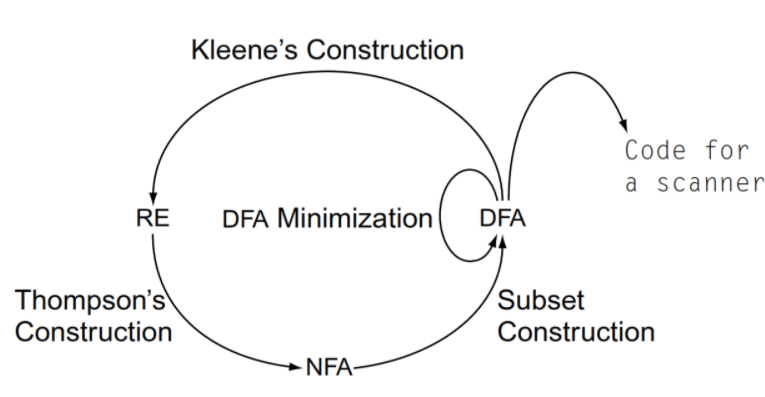 Kleene’s Construction
Code for
a scanner
RE
DFA Minimization
DFA
Thompson’s
Construction
Subset
Construction
NFA